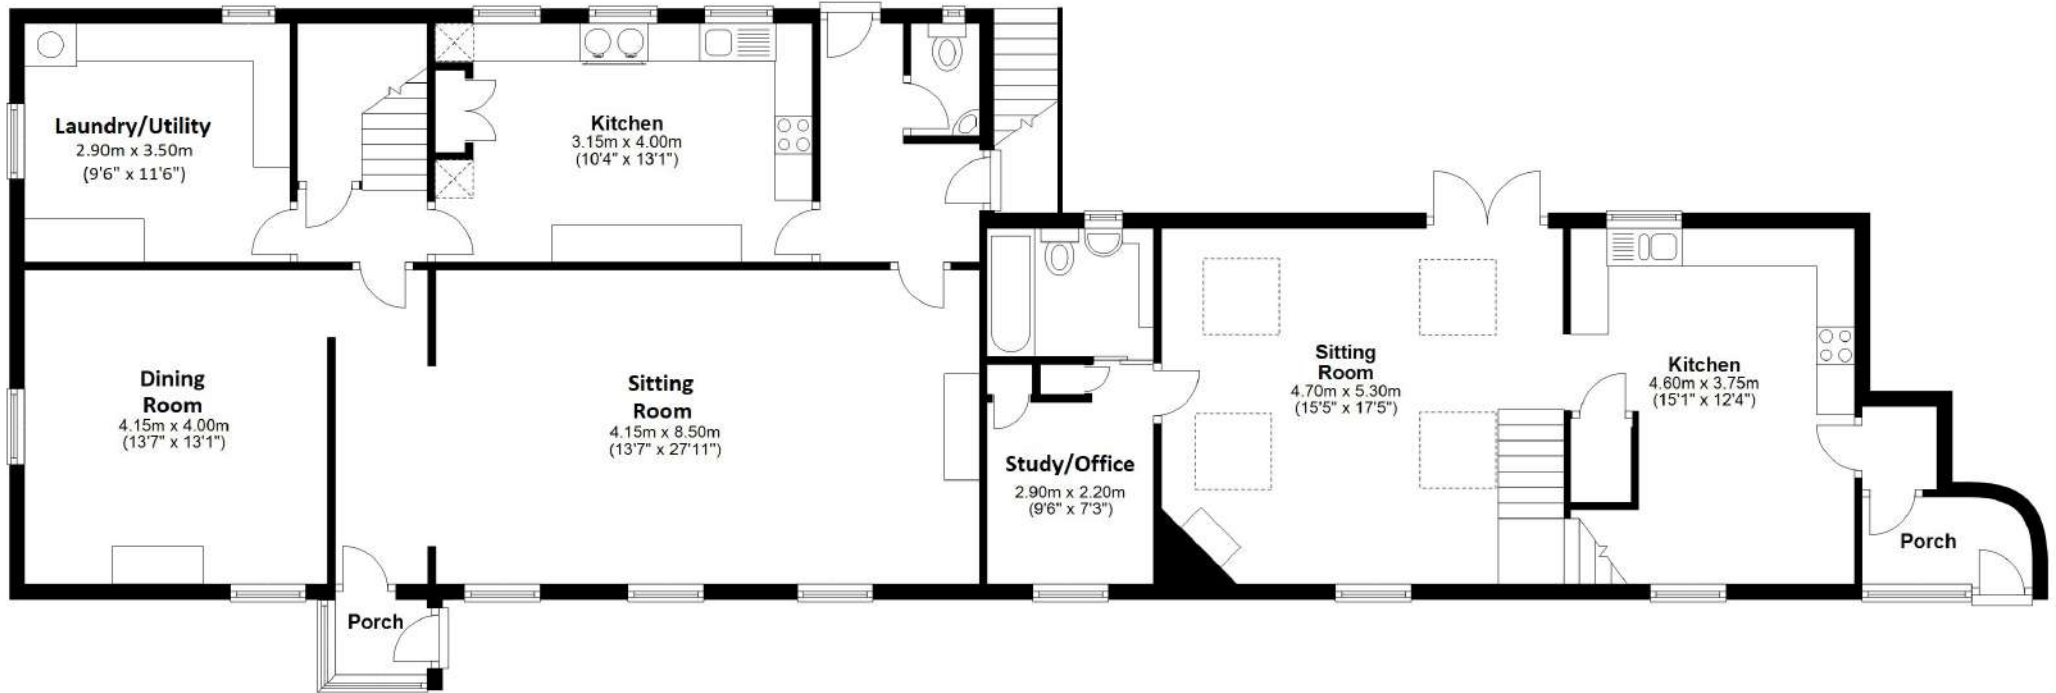 Laundry/Utility
2.90m x 3.50m
(9'6" x 11'6")
Kitchen
3.15m x 4.00m
(10'4" x 13'1")
Dining
Room
4.15m x 4.00m
(13'7" x 13'1")
Sitting
Room
4.15m x 8.50m
(13'7" x 27'11")
Porch
Study/Office
2.90m x 2.20m
(9'6" x 7'3")
Sitting
Room
4.70m x 5.30m
(15'5" x 17'5")
Kitchen
4.60m x 3.75m
(15'1" x 12'4")
Porch